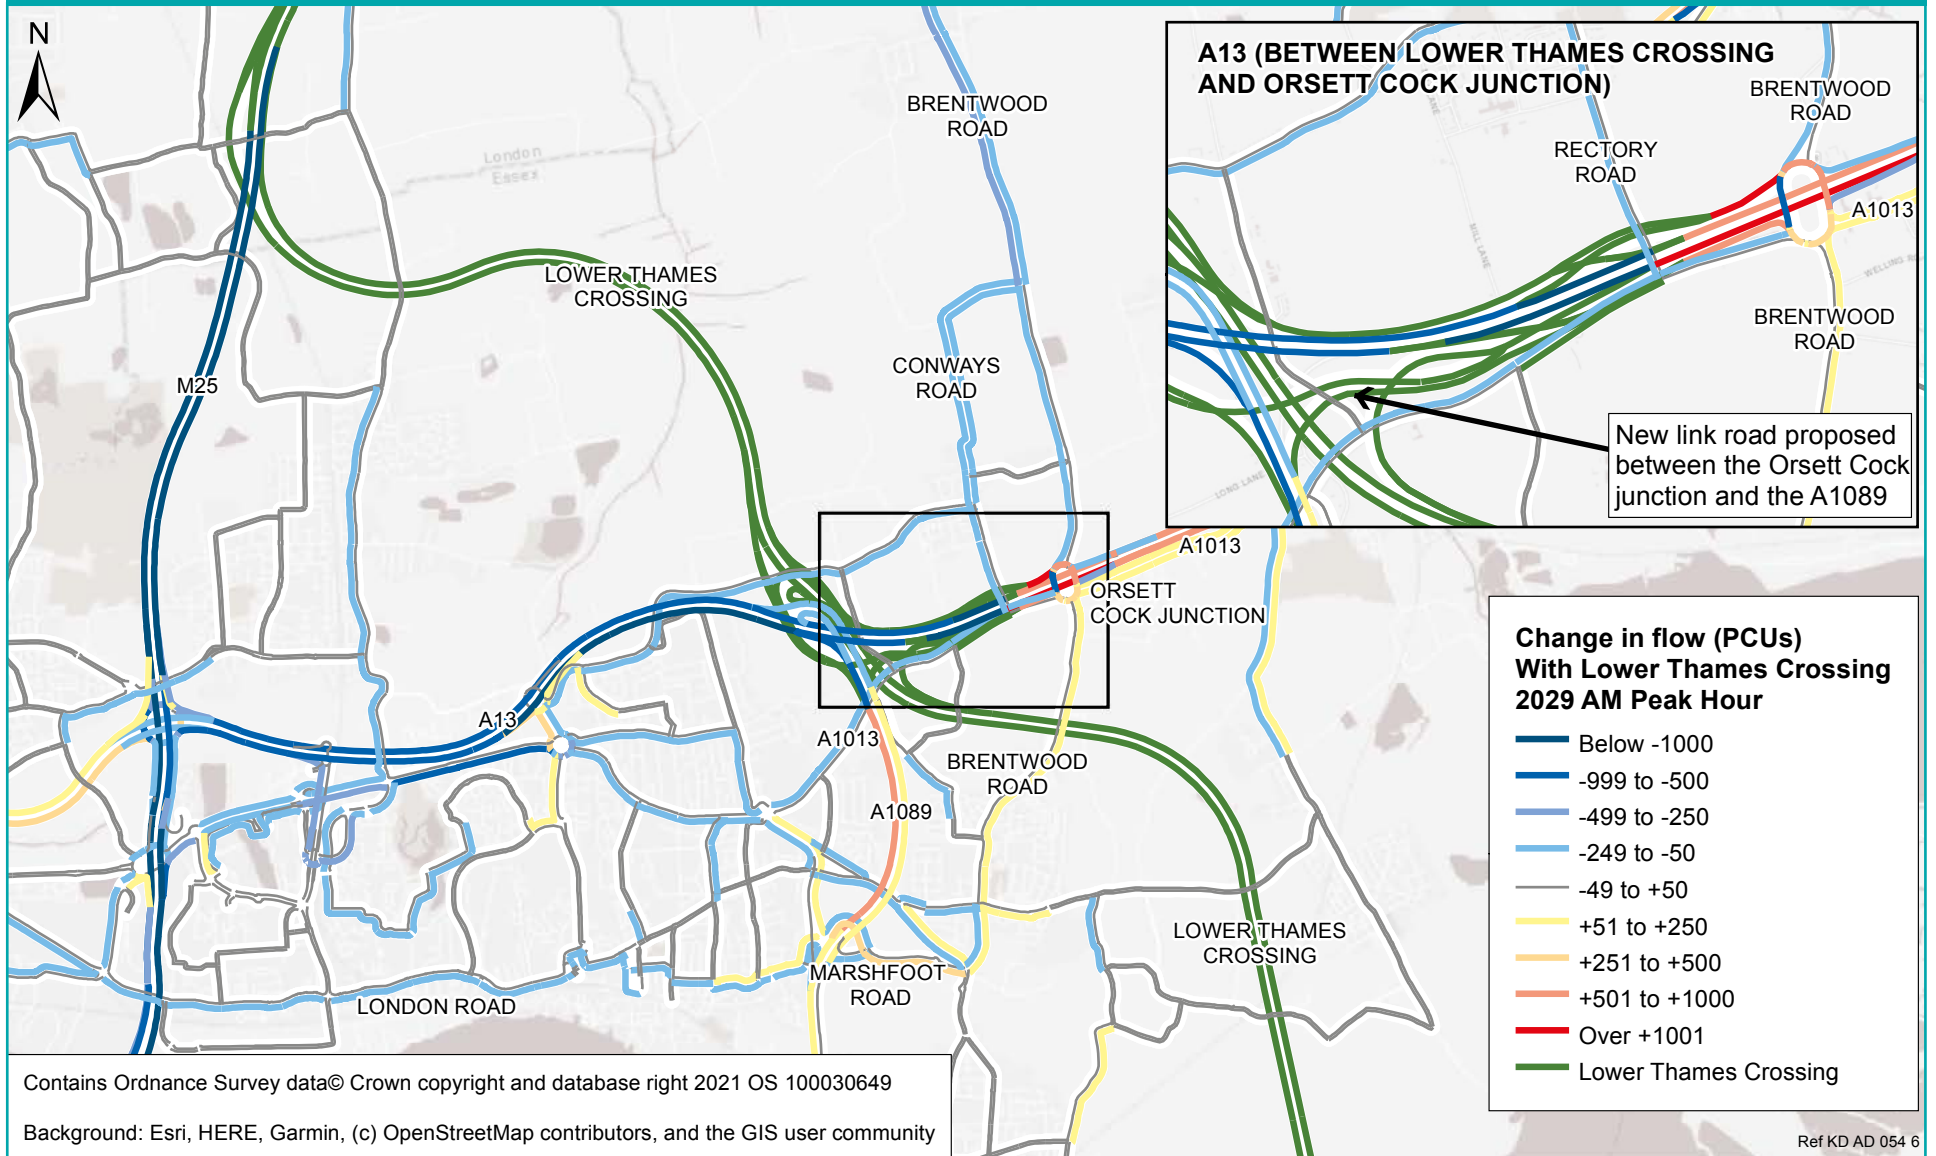 N
A13 (BETWEEN LOWER THAMES CROSSING
AND ORSETT COCK JUNCTION)
BRENTWOOD
ROAD
RECTORY
ROAD
A1013
BRENTWOOD
ROAD
MILL LANE
LONG LANE
New link road proposed
between the Orsett Cock
junction and the A1089
BRENTWOOD
ROAD
London
Essex
LOWER THAMES
CROSSING
M25
CONWAYS
ROAD
A1013
ORSETT
COCK JUNCTION
A13
A1013
BRENTWOOD
ROAD
A1089
LOWER THAMES
CROSSING
MARSHFOOT
ROAD
LONDON ROAD
Change in flow (PCUs)
With Lower Thames Crossing
2029 AM Peak Hour
Below -1000
-999 to -500
-499 to -250
-249 to -50
-49 to +50
+51 to +250
+251 to +500
+501 to +1000
Over +1001
Lower Thames Crossing
Contains Ordnance Survey data© Crown copyright and database right 2021 OS 100030649
Background: Esri, HERE, Garmin, (c) OpenStreetMap contributors, and the GIS user community
Ref KD AD 054 6